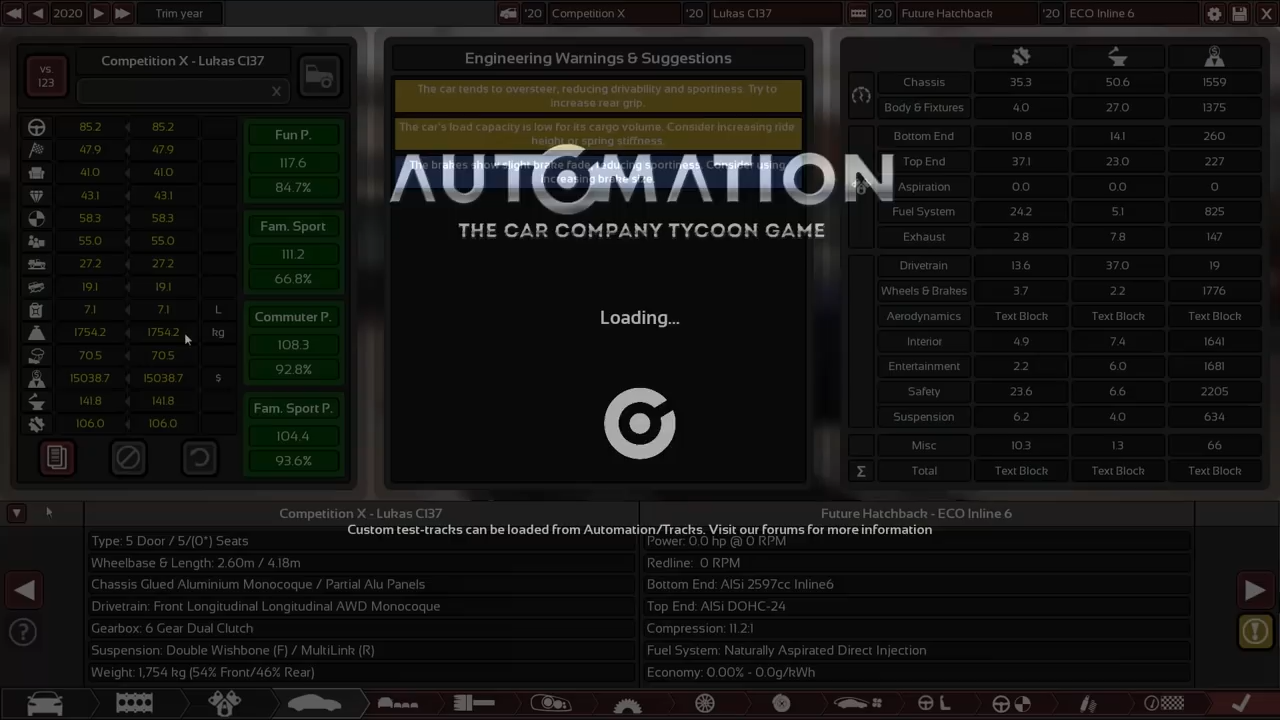 2020
Trim year
'20
Competition X
'20
Lukas CI37
'20
Future Hatchback
'20
ECO Inline 6
vs.
123
Competition X - Lukas CI37
X
85.2 85.2
47.9 47.9
41.0 41.0
43.1 43.1
58.3 58.3
55.0 55.0
27.2 27.2
19.1 19.1
7.1 7.1 L
1754.2 1754.2 kg
70.5 70.5
15038.7 15038.7 $
141.8 141.8
106.0 106.0
Fun P.
117.6
84.7%
Fam. Sport
111.2
66.8%
Commuter P.
108.3
92.8%
Fam. Sport P.
104.4
93.6%
Engineering Warnings & Suggestions
The car tends to oversteer, reducing drivability and sportiness. Try to
increase rear grip.
The car's load capacity is low for its cargo volume. Consider increasing ride
height or spring stiffness.
The brakes show slight brake fade, reducing sportiness. Consider using
increasing brake size.
AUTOMATION
THE CAR COMPANY TYCOON GAME
Loading...
Chassis 35.3 50.6 1559
Body & Fixtures 4.0 27.0 1375
Bottom End 10.8 14.1 260
Top End 37.1 23.0 227
Aspiration 0.0 0.0 0
Fuel System 24.2 5.1 825
Exhaust 2.8 7.8 147
Drivetrain 13.6 37.0 19
Wheels & Brakes 3.7 2.2 1776
Aerodynamics Text Block Text Block Text Block
Interior 4.9 7.4 1641
Entertainment 2.2 6.0 1681
Safety 23.6 6.6 2205
Suspension 6.2 4.0 634
Misc 10.3 1.3 66
Σ Total Text Block Text Block Text Block
Competition X - Lukas CI37
Future Hatchback - ECO Inline 6
Custom test-tracks can be loaded from Automation/Tracks. Visit our forums for more information
Type: 5 Door / 5/(0*) Seats
Wheelbase & Length: 2.60m / 4.18m
Chassis Glued Aluminium Monocoque / Partial Alu Panels
Drivetrain: Front Longitudinal Longitudinal AWD Monocoque
Gearbox: 6 Gear Dual Clutch
Suspension: Double Wishbone (F) / MultiLink (R)
Weight: 1,754 kg (54% Front/46% Rear)
Power: 0.0 hp @ 0 RPM
Redline: 0 RPM
Bottom End: AlSi 2597cc Inline6
Top End: AlSi DOHC-24
Compression: 11.2:1
Fuel System: Naturally Aspirated Direct Injection
Economy: 0.00% - 0.0g/kWh
?